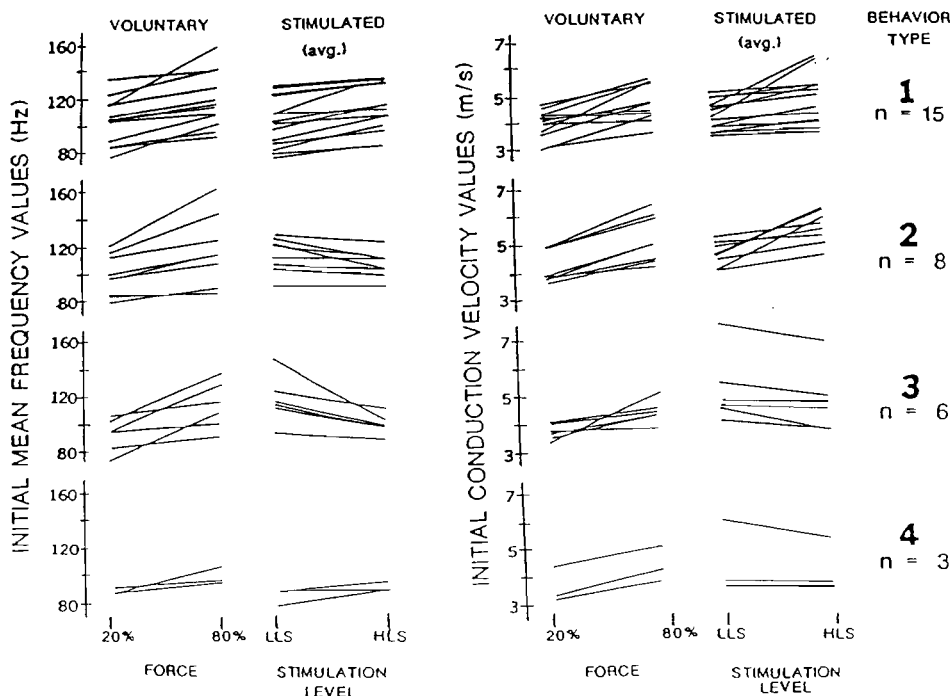 VOLUNTARY STIMULATED (avg.) VOLUNTARY STIMULATED (avg.) BEHAVIOR TYPE
INITIAL MEAN FREQUENCY VALUES (Hz)
INITIAL CONDUCTION VELOCITY VALUES (m/s)
160 7
120 5
80 3
1
n = 15
160 7
120 5
80 3
2
n = 8
160 7
120 5
80 3
3
n = 6
160 7
120 5
80 3
4
n = 3
20% 80% LLS HLS 20% 80% LLS HLS
FORCE STIMULATION LEVEL FORCE STIMULATION LEVEL